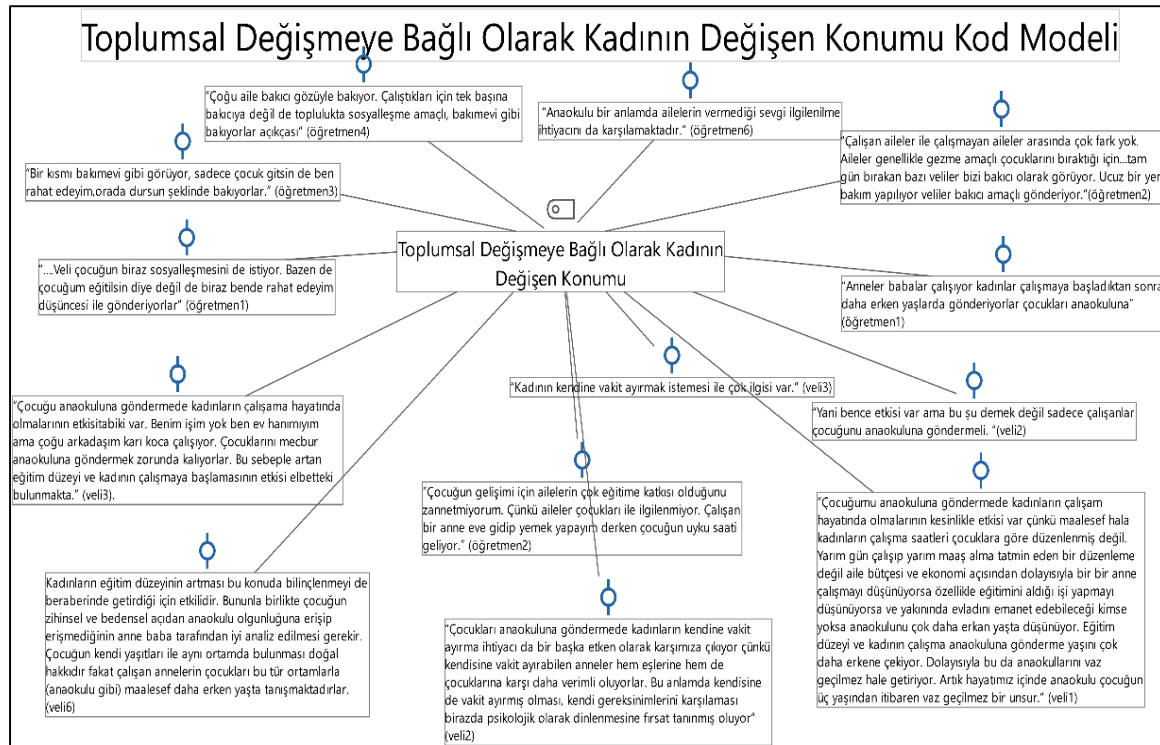 Toplumsal Değişmeye Bağlı Olarak Kadının Değişen Konumu Kod Modeli
"Çoğu aile bakıcı gözüyle bakıyor. Çalıştıkları için tek başına
bakıcıya değil de toplulukta sosyalleşme amaçlı, bakımevi gibi
bakıyorlar açıkçası" (öğretmen4)
"Anaokulu bir anlamda ailelerin vermediği sevgi ilgilenilme
ihtiyacını da karşılamaktadır." (öğretmen6)
"Çalışan aileler ile çalışmayan aileler arasında çok fark yok.
Aileler genellikle gezme amaçlı çocuklarını bıraktığı için...tam
gün bırakan bazı veliler bizi bakıcı olarak görüyor. Ucuz bir yer
bakım yapılıyor veliler bakıcı amaçlı gönderiyor."(öğretmen2)
"Bir kısmı bakımevi gibi görüyor, sadece çocuk gitsin de ben
rahat edeyim,orada dursun şeklinde bakıyorlar." (öğretmen3)
Toplumsal Değişmeye Bağlı Olarak Kadının
Değişen Konumu
"....Veli çocuğun biraz sosyalleşmesini de istiyor. Bazen de
çocuğum eğitilsin diye değil de biraz bende rahat edeyim
düşüncesi ile gönderiyorlar" (öğretmen1)
"Anneler babalar çalışıyor kadınlar çalışmaya başladıktan sonra
daha erken yaşlarda gönderiyorlar çocukları anaokuluna"
(öğretmen1)
"Kadının kendine vakit ayırmak istemesi ile çok ilgisi var." (veli3)
"Çocuğu anaokuluna göndermede kadınların çalışama hayatında
olmalarının etkisitabiki var. Benim işim yok ben ev hanımıyım
ama çoğu arkadaşım karı koca çalışıyor. Çocuklarını mecbur
anaokuluna göndermek zorunda kalıyorlar. Bu sebeple artan
eğitim düzeyi ve kadının çalışmaya başlamasının etkisi elbetteki
bulunmakta." (veli3).
"Yani bence etkisi var ama bu şu demek değil sadece çalışanlar
çocuğunu anaokuluna göndermeli. "(veli2)
"Çocuğun gelişimi için ailelerin çok eğitime katkısı olduğunu
zannetmiyorum. Çünkü aileler çocukları ile ilgilenmiyor. Çalışan
bir anne eve gidip yemek yapayım derken çocuğun uyku saati
geliyor." (öğretmen2)
"Çocuğumu anaokuluna göndermede kadınların çalışam
hayatında olmalarının kesinlikle etkisi var çünkü maalesef hala
kadınların çalışma saatleri çocuklara göre düzenlenmiş değil.
Yarım gün çalışıp yarım maaş alma tatmin eden bir düzenleme
değil aile bütçesi ve ekonomi açısından dolayısıyla bir bir anne
çalışmayı düşünüyorsa özellikle eğitimini aldığı işi yapmayı
düşünüyorsa ve yakınında evladını emanet edebileceği kimse
yoksa anaokulunu çok daha erkan yaşta düşünüyor. Eğitim
düzeyi ve kadının çalışma anaokuluna gönderme yaşını çok
daha erkene çekiyor. Dolayısıyla bu da anaokullarını vaz
geçilmez hale getiriyor. Artık hayatımız içinde anaokulu çocuğun
üç yaşından itibaren vaz geçilmez bir unsur." (veli1)
Kadınların eğitim düzeyinin artması bu konuda bilinçlenmeyi de
beraberinde getirdiği için etkilidir. Bununla birlikte çocuğun
zihinsel ve bedensel açıdan anaokulu olgunluğuna erişip
erişmediğinin anne baba tarafından iyi analiz edilmesi gerekir.
Çocuğun kendi yaşıtları ile aynı ortamda bulunması doğal
hakkıdır fakat çalışan annelerin çocukları bu tür ortamlarla
(anaokulu gibi) maalesef daha erken yaşta tanışmaktadırlar.
(veli6)
"Çocukları anaokuluna göndermede kadınların kendine vakit
ayırma ihtiyacı da bir başka etken olarak karşımıza çıkıyor çünkü
kendisine vakit ayırabilen anneler hem eşlerine hem de
çocuklarına karşı daha verimli oluyorlar. Bu anlamda kendisine
de vakit ayırmış olması, kendi gereksinimlerini karşılaması
birazda psikolojik olarak dinlenmesine fırsat tanınmış oluyor"
(veli2)